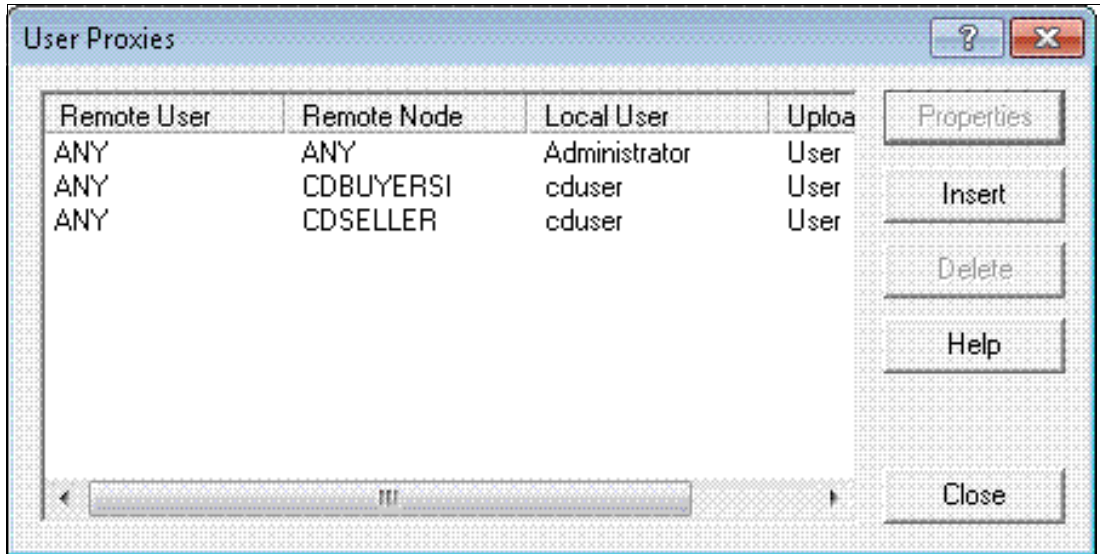 User Proxies
Remote User Remote Node Local User Uploa
ANY ANY Administrator User
ANY CDBUYERSI cduser User
ANY CDSELLER cduser User
Properties
Insert
Delete
Help
Close